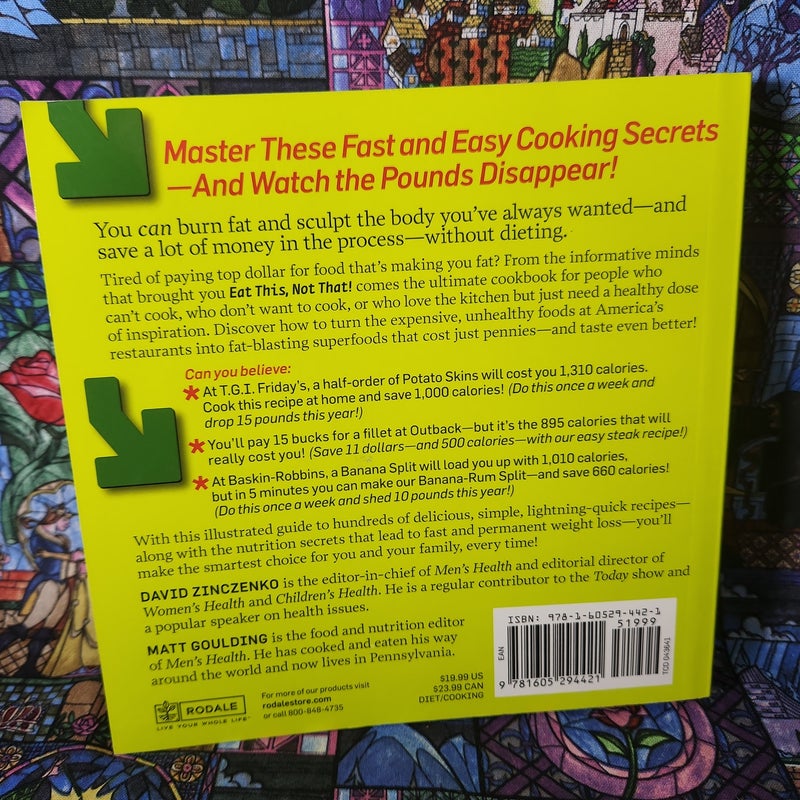 Master These Fast and Easy Cooking Secrets
—And Watch the Pounds Disappear!
You can burn fat and sculpt the body you've always wanted—and
save a lot of money in the process—without dieting.
Tired of paying top dollar for food that's making you fat? From the informative minds
that brought you Eat This, Not That! comes the ultimate cookbook for people who
can't cook, who don't want to cook, or who love the kitchen but just need a healthy dose
of inspiration. Discover how to turn the expensive, unhealthy foods at America's
restaurants into fat-blasting superfoods that cost just pennies—and taste even better!
Can you believe:
* At T.G.I. Friday's, a half-order of Potato Skins will cost you 1,310 calories.
Cook this recipe at home and save 1,000 calories! (Do this once a week and
drop 15 pounds this year!)
* You'll pay 15 bucks for a fillet at Outback—but it's the 895 calories that will
really cost you! (Save 11 dollars—and 500 calories—with our easy steak recipe!)
* At Baskin-Robbins, a Banana Split will load you up with 1,010 calories,
but in 5 minutes you can make our Banana-Rum Split—and save 660 calories!
(Do this once a week and shed 10 pounds this year!)
With this illustrated guide to hundreds of delicious, simple, lightning-quick recipes—
along with the nutrition secrets that lead to fast and permanent weight loss—you'll
make the smartest choice for you and your family, every time!
DAVID ZINCZENKO is the editor-in-chief of Men's Health and editorial director of
Women's Health and Children's Health. He is a regular contributor to the Today show and
a popular speaker on health issues.
MATT GOULDING is the food and nutrition editor
of Men's Health. He has cooked and eaten his way
around the world and now lives in Pennsylvania.
RODALE
LIVE YOUR WHOLE LIFE™
For more of our products visit
rodalestore.com
or call 800-848-4735
$19.99 US
$23.99 CAN
DIET/COOKING
ISBN: 978-1-60529-442-1
51999
EAN
9 781605 294421
TCD 043641